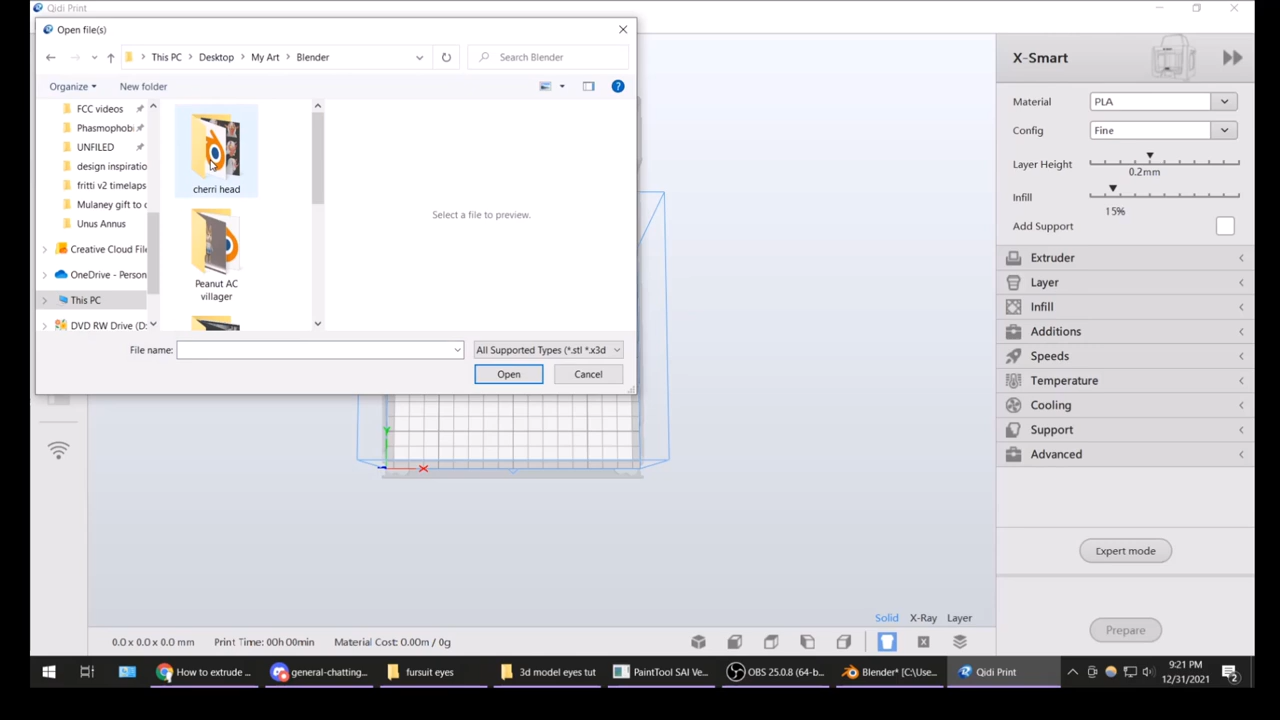 Qidi Print
Open file(s)
This PC > Desktop > My Art > Blender
Search Blender
Organize
New folder
FCC videos
Phasmophobi
UNFILED
design inspiratio
fritti v2 timelaps
Mulaney gift to c
Unus Annus
Creative Cloud File
OneDrive - Person
This PC
DVD RW Drive (D:
cherri head
Peanut AC
villager
Select a file to preview.
File name:
All Supported Types (*.stl *.x3d
Open
Cancel
X-Smart
Material
PLA
Config
Fine
Layer Height
0.2mm
Infill
15%
Add Support
Extruder
Layer
Infill
Additions
Speeds
Temperature
Cooling
Support
Advanced
Expert mode
Prepare
Solid
X-Ray
Layer
0.0 x 0.0 x 0.0 mm
Print Time: 00h 00min
Material Cost: 0.00m / 0g
How to extrude ...
general-chatting...
fursuit eyes
3d model eyes tut
PaintTool SAI Ve...
OBS 25.0.8 (64-b...
Blender* [C:\Use...
Qidi Print
9:21 PM
12/31/2021
2